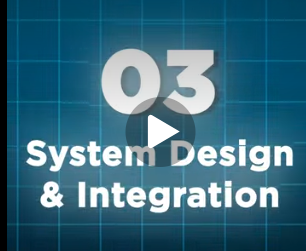 03
System Design
& Integration